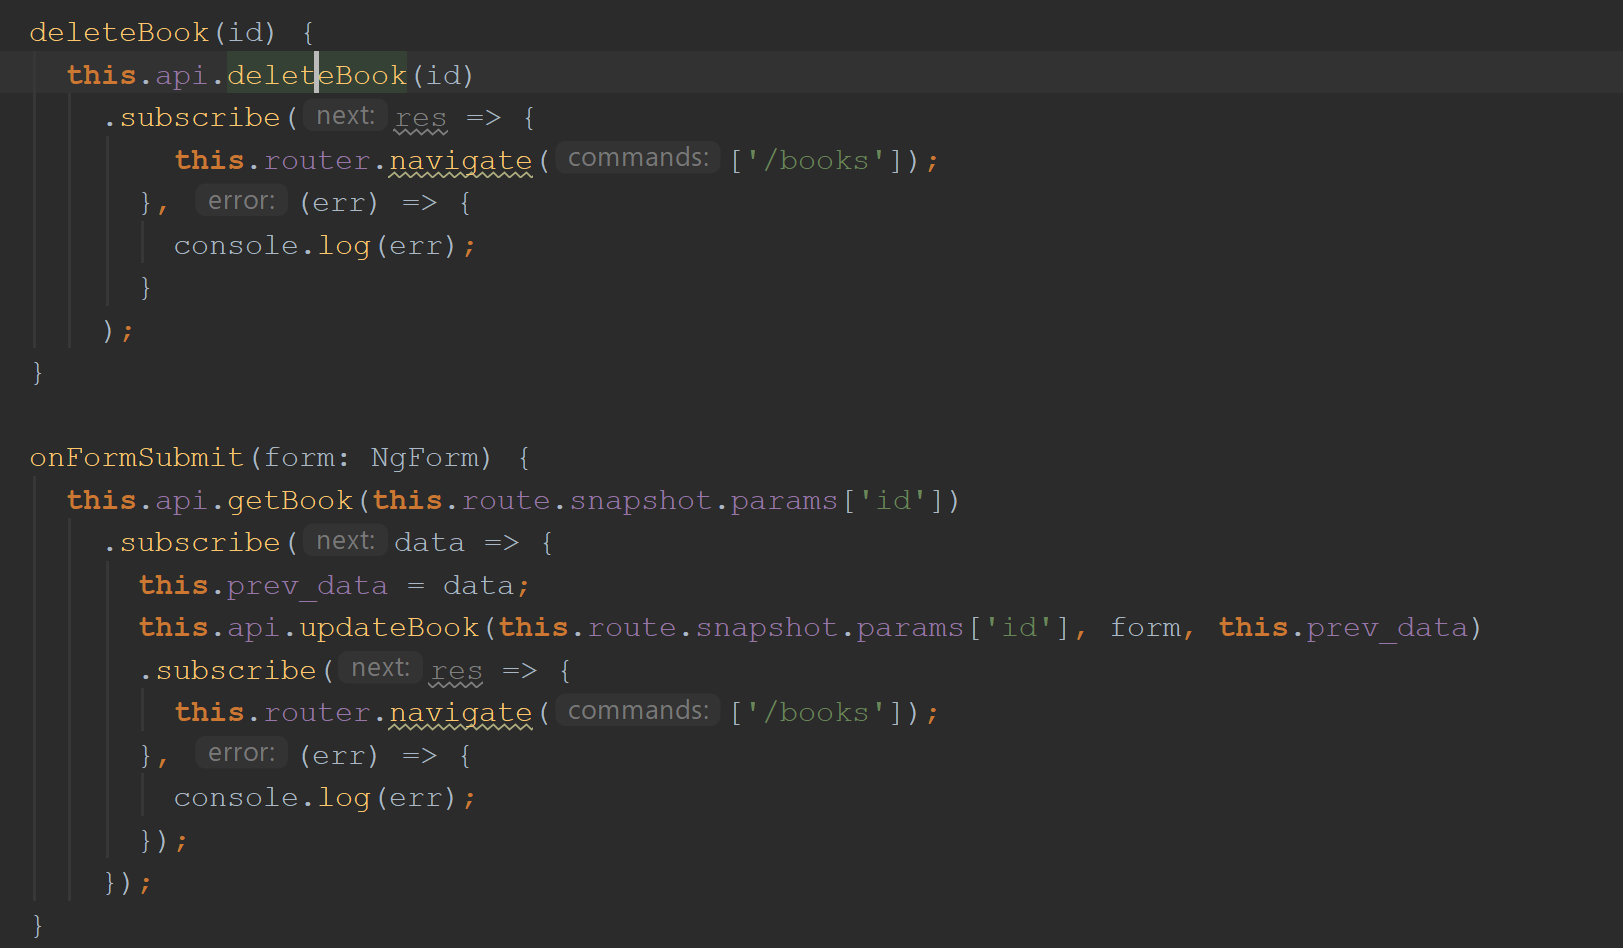 deleteBook(id) {
this.api.deleteBook(id)
.subscribe( next: res => {
this.router.navigate( commands: ['/books']);
}, error: (err) => {
console.log(err);
}
);
}
onFormSubmit(form: NgForm) {
this.api.getBook(this.route.snapshot.params['id'])
.subscribe( next: data => {
this.prev_data = data;
this.api.updateBook(this.route.snapshot.params['id'], form, this.prev_data)
.subscribe( next: res => {
this.router.navigate( commands: ['/books']);
}, error: (err) => {
console.log(err);
});
});
}